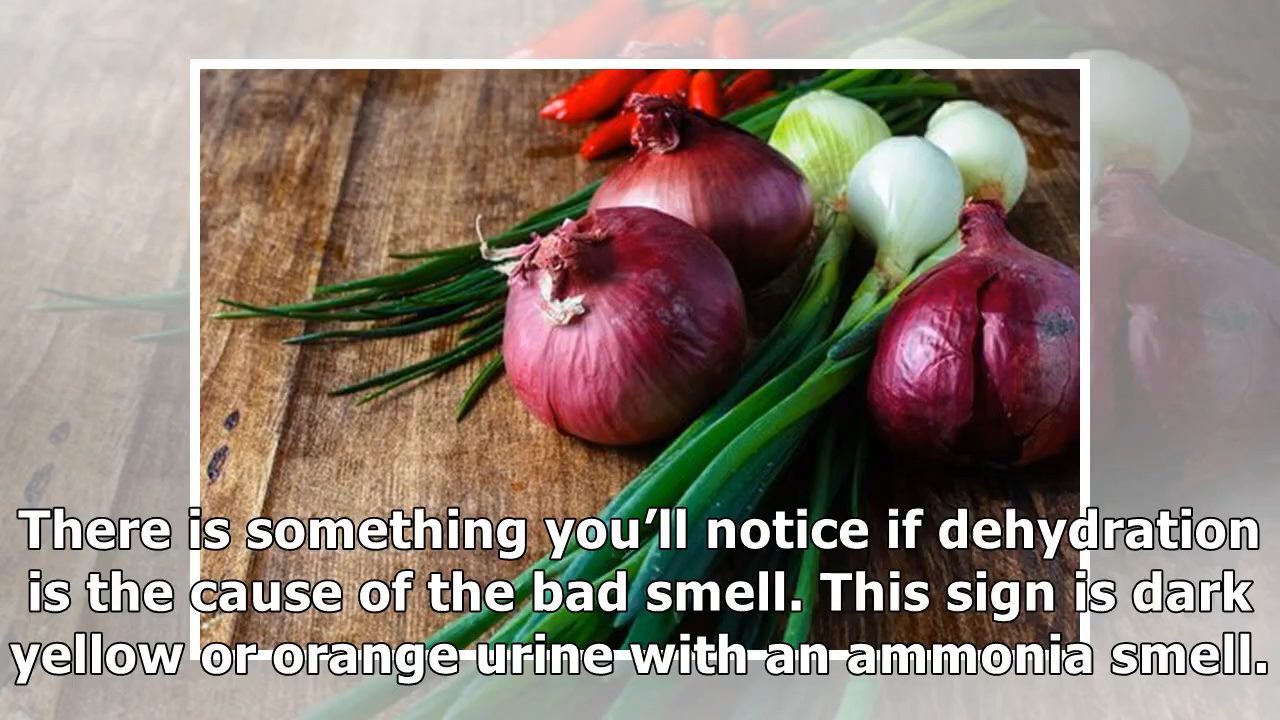 There is something you’ll notice if dehydration
is the cause of the bad smell. This sign is dark
yellow or orange urine with an ammonia smell.